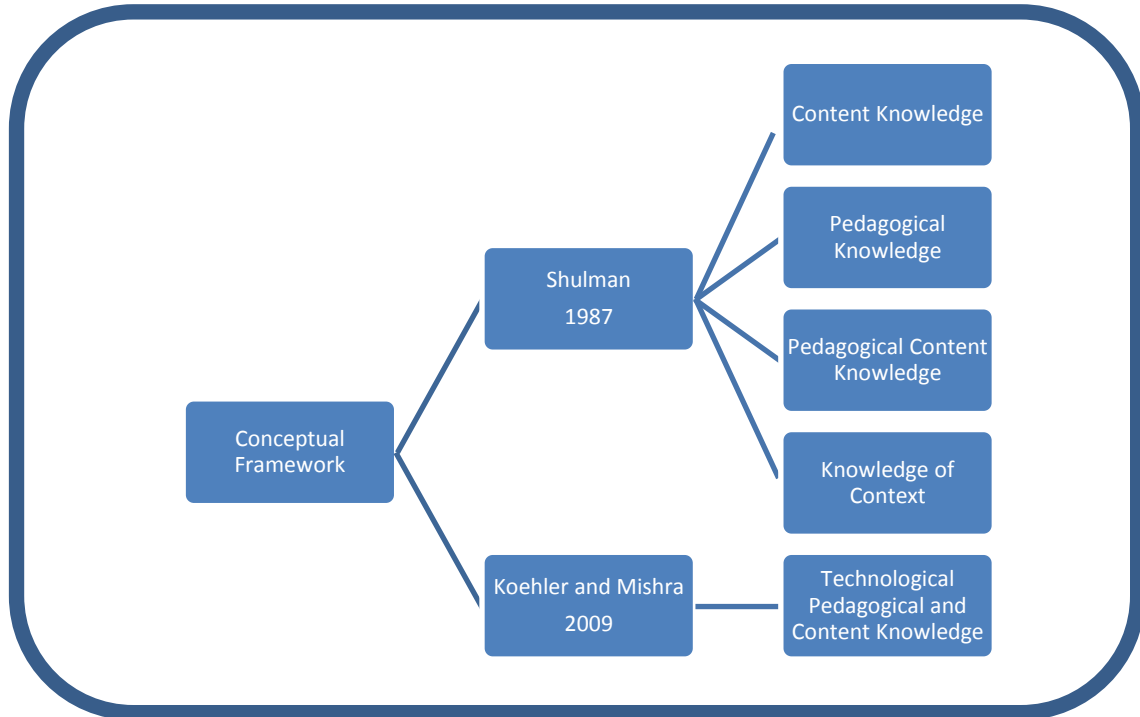 Conceptual
Framework
Shulman
1987
Content Knowledge
Pedagogical
Knowledge
Pedagogical Content
Knowledge
Knowledge of
Context
Koehler and Mishra
2009
Technological
Pedagogical and
Content Knowledge